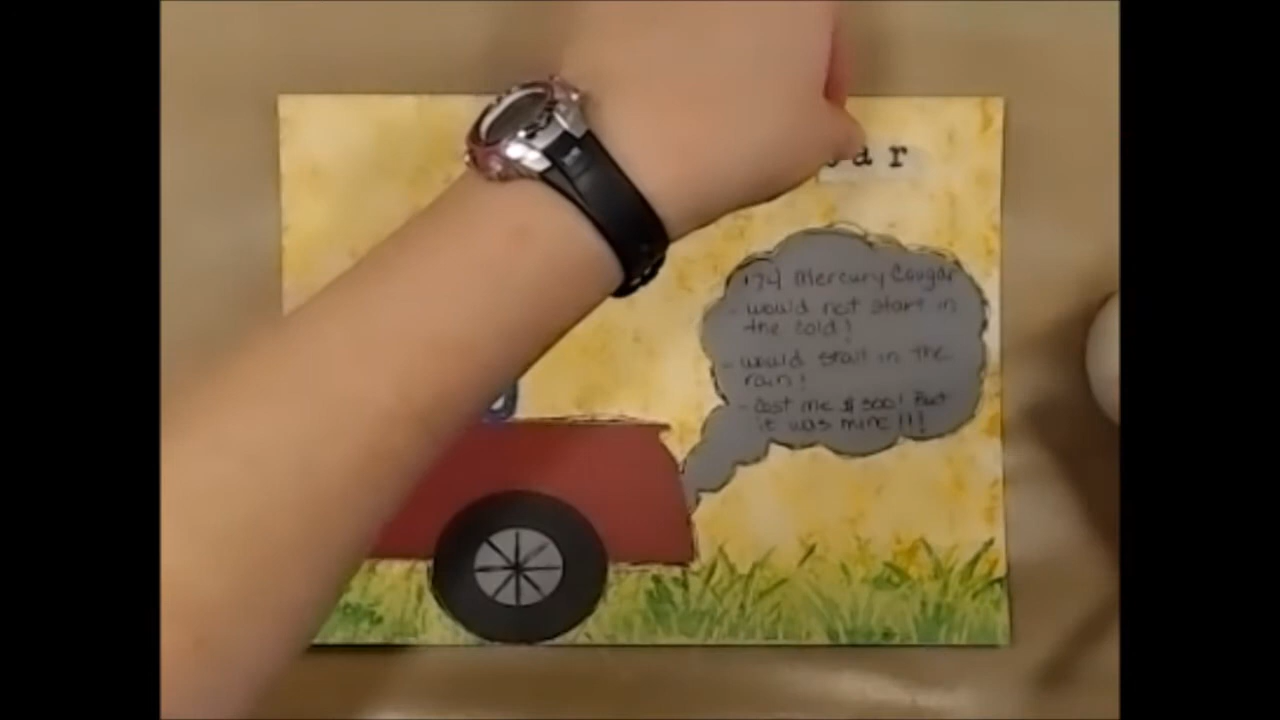 ar
'74 Mercury Cougar
- would not start in
the cold!
- would stall in the
rain!
- Cost me $300! But
it was mine!!!